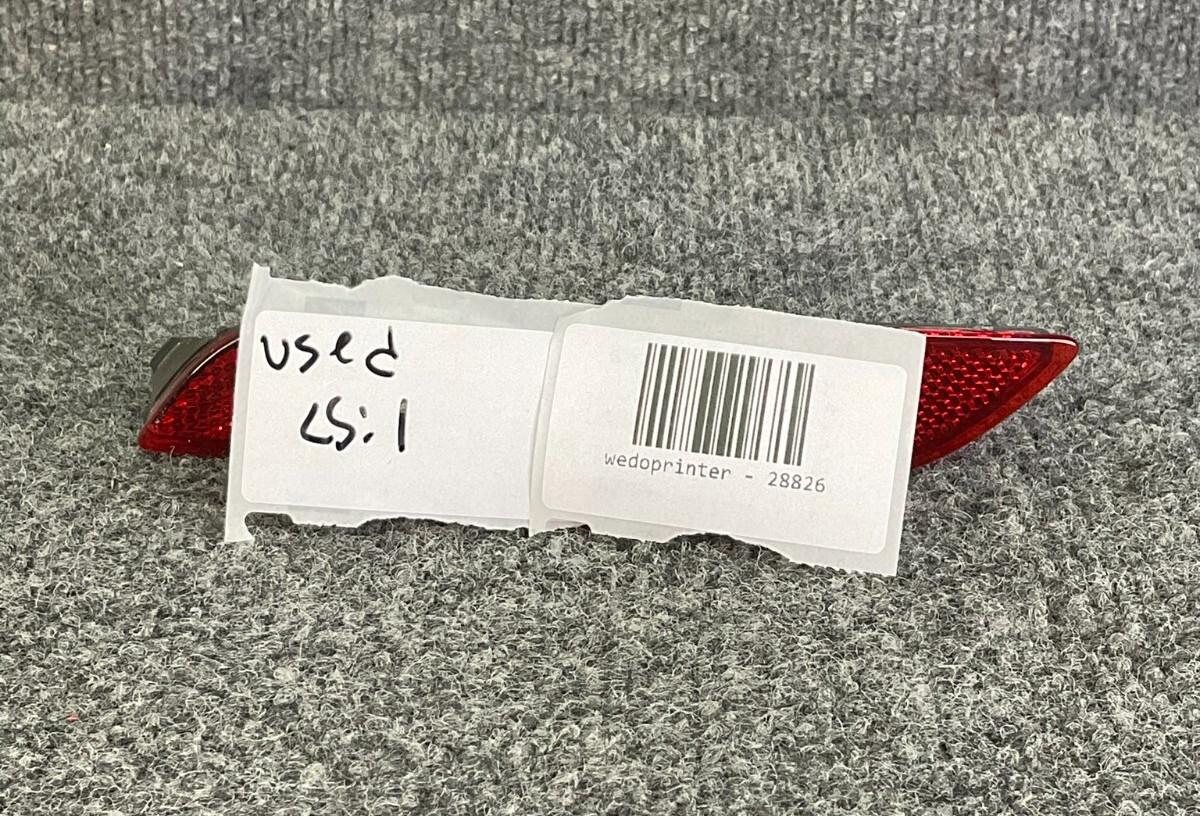 used
LS:1
wedoprinter - 28826